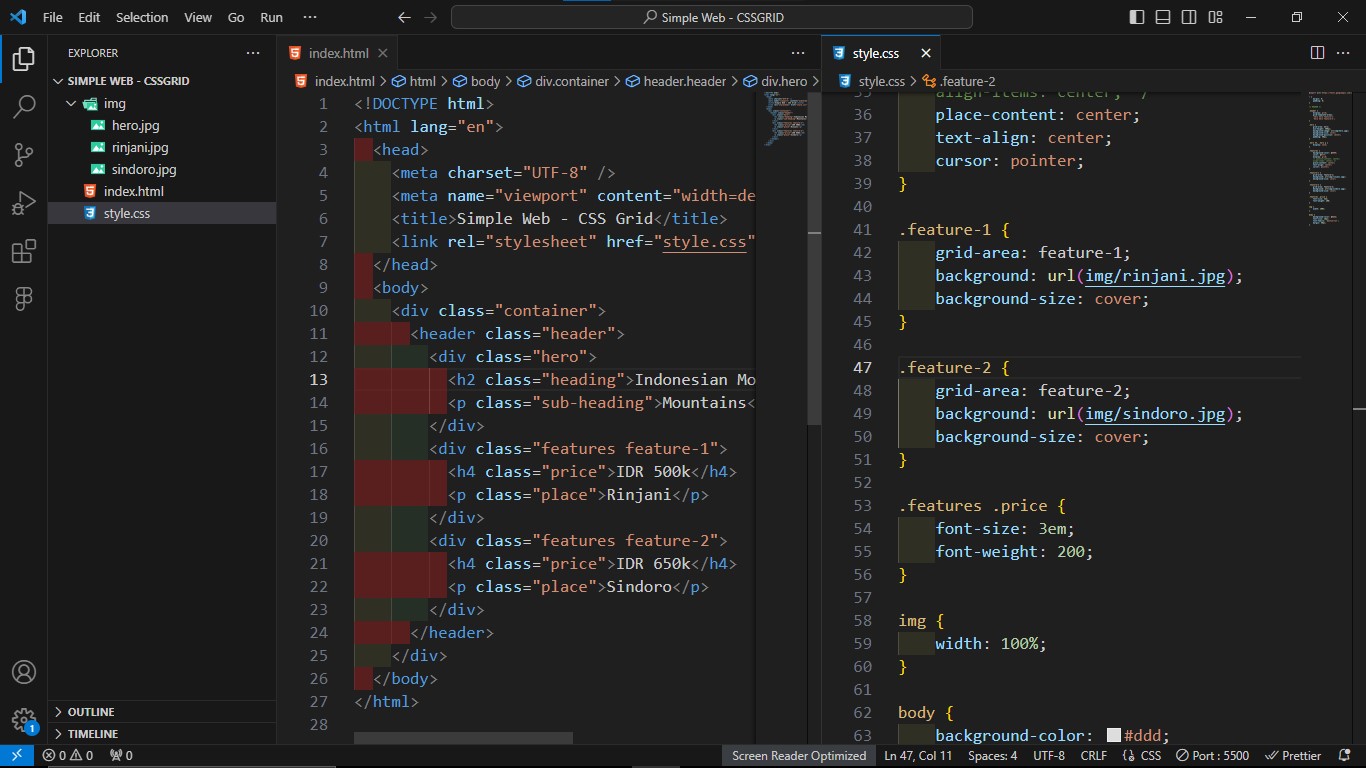 File Edit Selection View Go Run ··· Simple Web - CSSGRID
EXPLORER
SIMPLE WEB - CSSGRID
img
hero.jpg
rinjani.jpg
sindoro.jpg
index.html
style.css
OUTLINE
TIMELINE
index.html
index.html > html > body > div.container > header.header > div.hero >
1 <!DOCTYPE html>
2 <html lang="en">
3 <head>
4 <meta charset="UTF-8" />
5 <meta name="viewport" content="width=de
6 <title>Simple Web - CSS Grid</title>
7 <link rel="stylesheet" href="style.css"
8 </head>
9 <body>
10 <div class="container">
11 <header class="header">
12 <div class="hero">
13 <h2 class="heading">Indonesian Mo
14 <p class="sub-heading">Mountains<
15 </div>
16 <div class="features feature-1">
17 <h4 class="price">IDR 500k</h4>
18 <p class="place">Rinjani</p>
19 </div>
20 <div class="features feature-2">
21 <h4 class="price">IDR 650k</h4>
22 <p class="place">Sindoro</p>
23 </div>
24 </header>
25 </div>
26 </body>
27 </html>
28
style.css
style.css > .feature-2
35 align-items: center; */
36 place-content: center;
37 text-align: center;
38 cursor: pointer;
39 }
40
41 .feature-1 {
42 grid-area: feature-1;
43 background: url(img/rinjani.jpg);
44 background-size: cover;
45 }
46
47 .feature-2 {
48 grid-area: feature-2;
49 background: url(img/sindoro.jpg);
50 background-size: cover;
51 }
52
53 .features .price {
54 font-size: 3em;
55 font-weight: 200;
56 }
57
58 img {
59 width: 100%;
60 }
61
62 body {
63 background-color: #ddd;
1
0 0 0 Screen Reader Optimized Ln 47, Col 11 Spaces: 4 UTF-8 CRLF {} CSS Port : 5500 Prettier